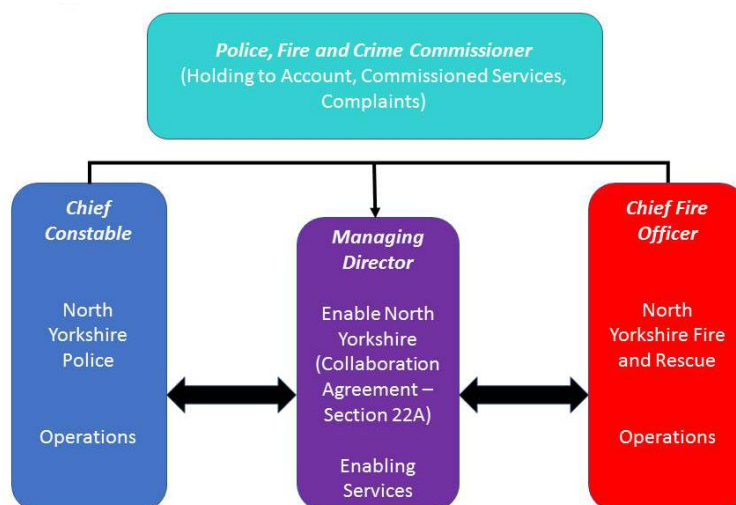 Police, Fire and Crime Commissioner
(Holding to Account, Commissioned Services,
Complaints)
Chief
Constable
North
Yorkshire
Police
Operations
Managing
Director
Enable North
Yorkshire
(Collaboration
Agreement –
Section 22A)
Enabling
Services
Chief Fire
Officer
North
Yorkshire Fire
and Rescue
Operations